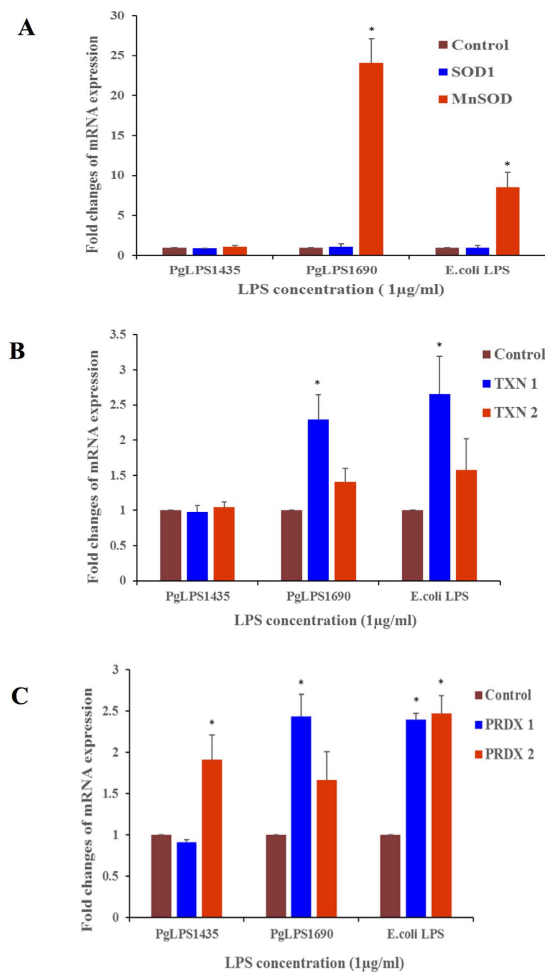 A
Fold changes of mRNA expression
30
25
20
15
10
5
0
*
*
Control
SOD1
MnSOD
PgLPS1435
PgLPS1690
E.coli LPS
LPS concentration ( 1µg/ml)
B
Fold changes of mRNA expression
3.5
3
2.5
2
1.5
1
0.5
0
*
*
Control
TXN 1
TXN 2
PgLPS1435
PgLPS1690
E.coli LPS
LPS concentration (1µg/ml)
C
Fold changes of mRNA expression
3
2.5
2
1.5
1
0.5
0
*
*
*
*
Control
PRDX 1
PRDX 2
PgLPS1435
PgLPS1690
E.coli LPS
LPS concentration (1µg/ml)